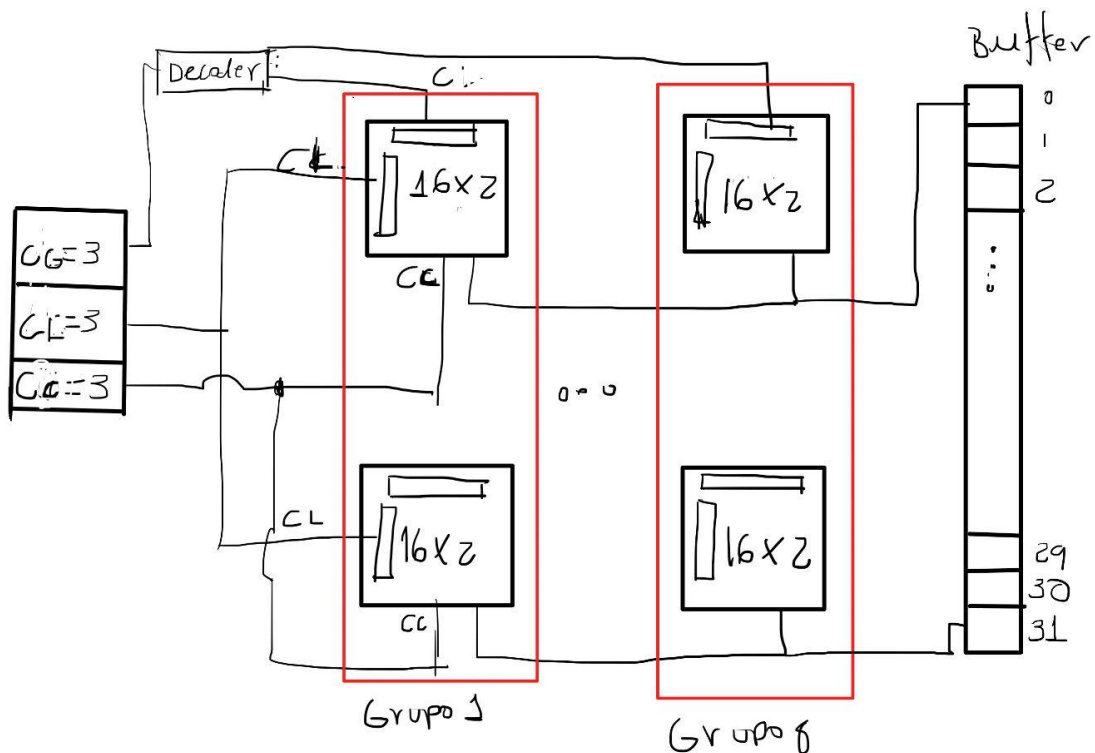 Buffer
Decoder
0
1
2
CL
16x2
16x2
CG=3
CL=3
CC=3
CC
CL
16x2
16x2
CC
29
30
31
Grupo 1
Grupo 8